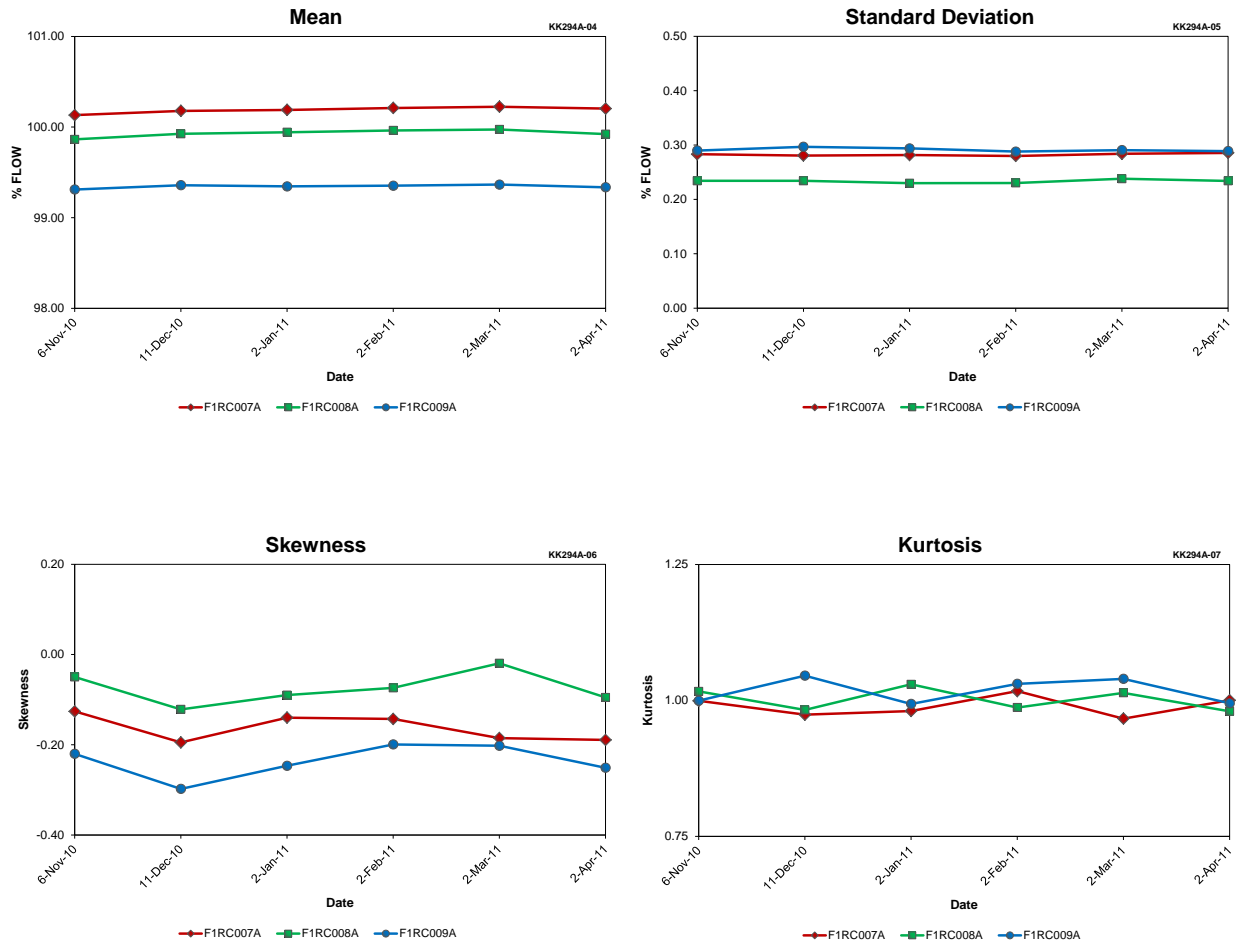 Mean
KK294A-04
101.00
100.00
99.00
98.00
% FLOW
6-Nov-10
11-Dec-10
2-Jan-11
2-Feb-11
2-Mar-11
2-Apr-11
Date
F1RC007A F1RC008A F1RC009A
Standard Deviation
KK294A-05
0.50
0.40
0.30
0.20
0.10
0.00
% FLOW
6-Nov-10
11-Dec-10
2-Jan-11
2-Feb-11
2-Mar-11
2-Apr-11
Date
F1RC007A F1RC008A F1RC009A
Skewness
KK294A-06
0.20
0.00
-0.20
-0.40
Skewness
6-Nov-10
11-Dec-10
2-Jan-11
2-Feb-11
2-Mar-11
2-Apr-11
Date
F1RC007A F1RC008A F1RC009A
Kurtosis
KK294A-07
1.25
1.00
0.75
Kurtosis
6-Nov-10
11-Dec-10
2-Jan-11
2-Feb-11
2-Mar-11
2-Apr-11
Date
F1RC007A F1RC008A F1RC009A